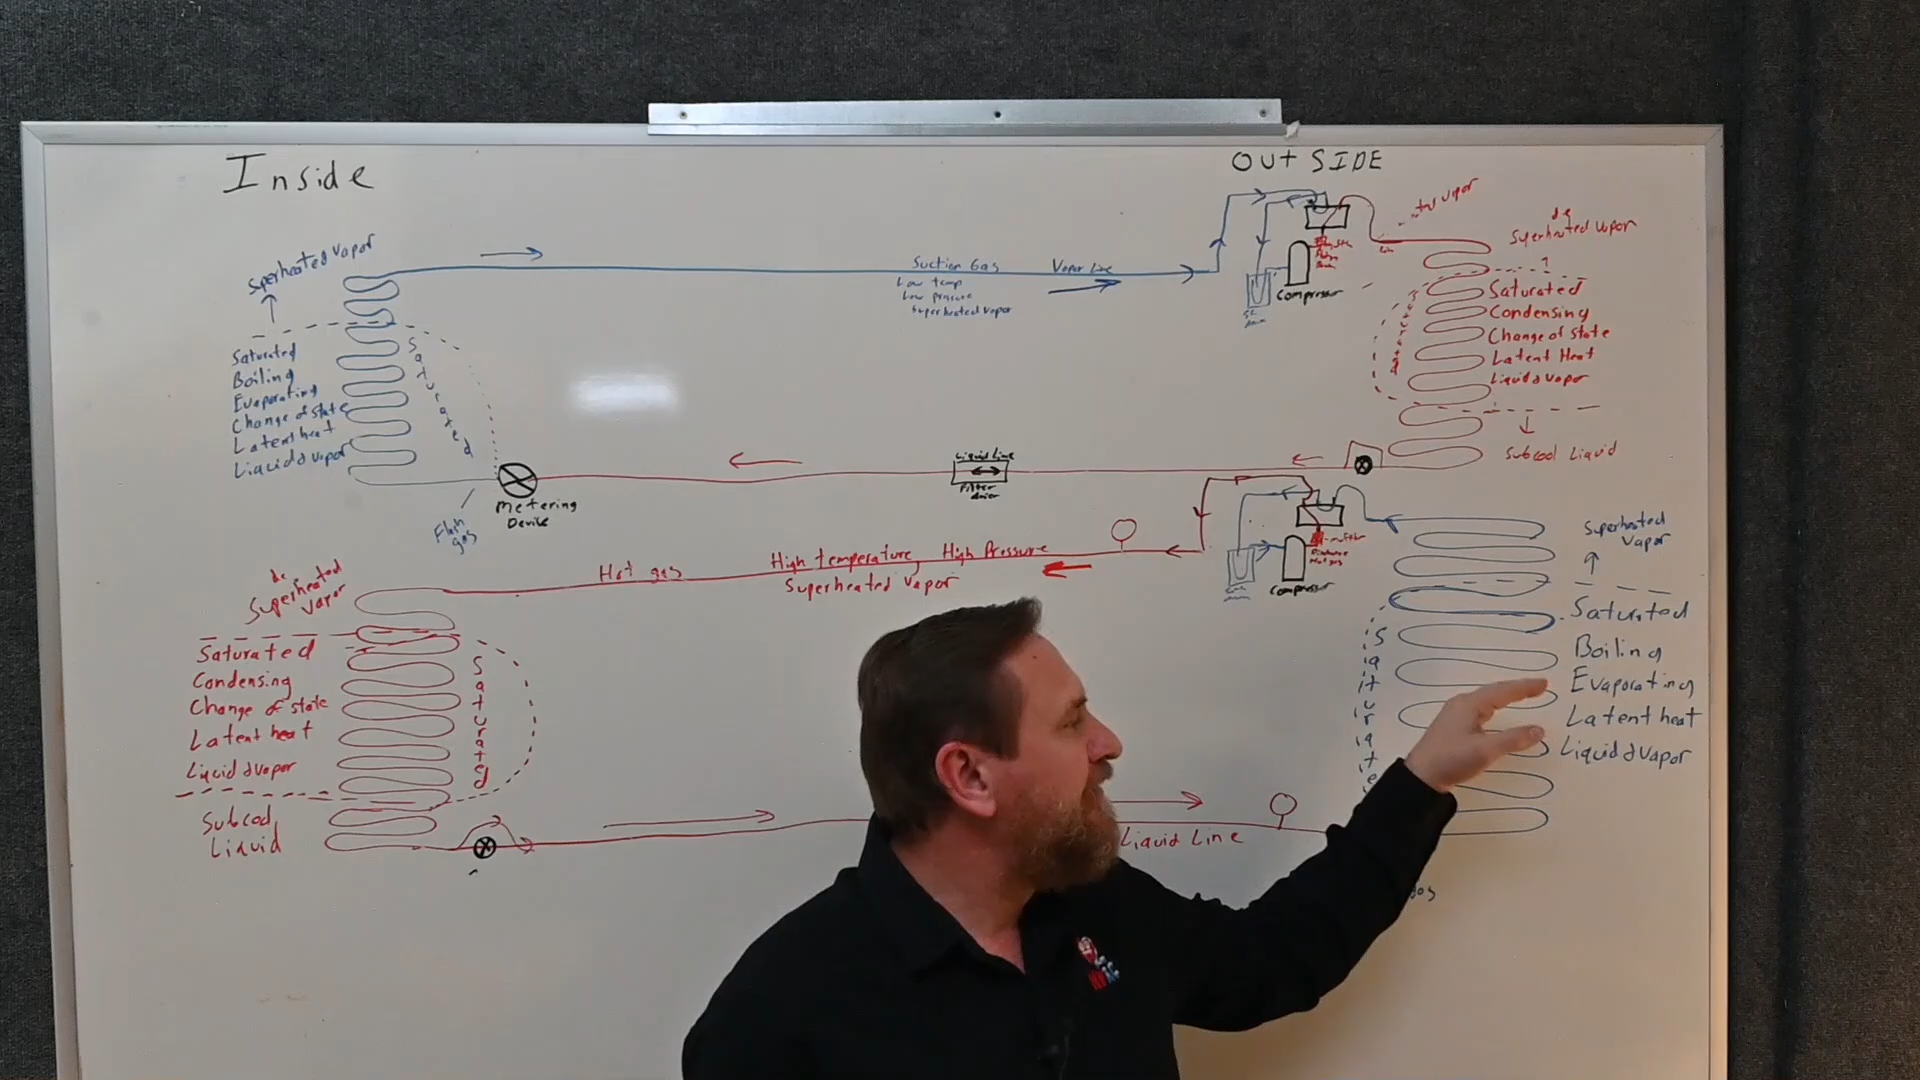 Inside
OUTSIDE
Superheated Vapor
Saturated
Boiling
Evaporating
Change of State
Latent heat
Liquid & vapor
Saturated
Flash
gas
Metering
Device
Suction Gas
Vapor Line
Low temp
Low pressure
Superheated vapor
Liquid Line
Filter
drier
Compressor
vapor
de
Superheated Vapor
Saturated
Condensing
Change of State
Latent Heat
Liquid & vapor
Subcool Liquid
de
Superheated
Vapor
Saturated
Condensing
Change of state
Latent heat
Liquid & vapor
Subcool
Liquid
Saturated
Hot gas
High temperature High Pressure
Superheated Vapor
Compressor
Liquid Line
Superheated
Vapor
Saturated
Boiling
Evaporating
Latent heat
Liquid & vapor
gas